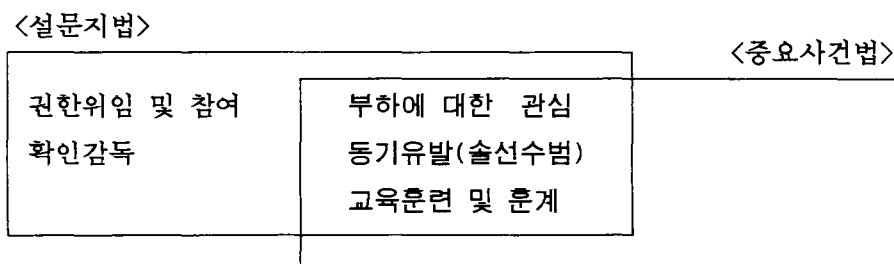 <설문지법>
<중요사건법>
권한위임 및 참여 부하에 대한 관심
확인감독 동기유발(솔선수범)
교육훈련 및 훈계